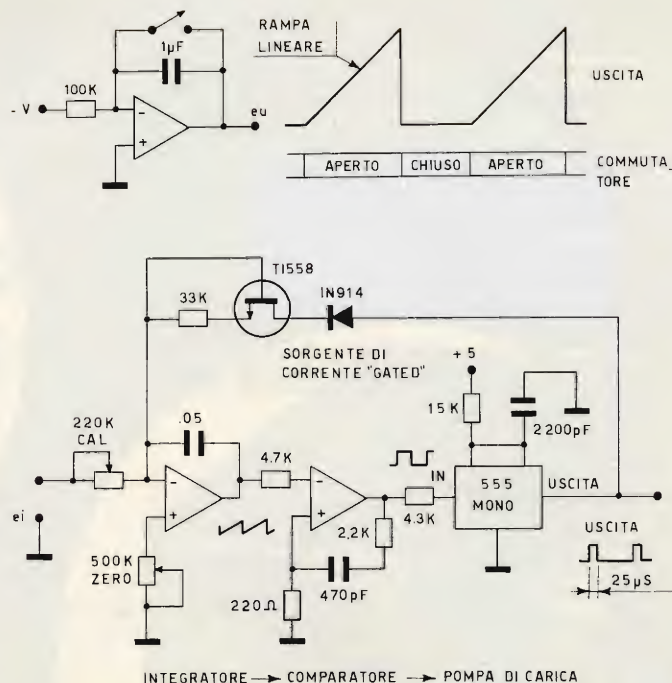 RAMPA
LINEARE
1µF
100K
-V
-
+
eu
USCITA
APERTO
CHIUSO
APERTO
COMMUTA_
TORE
TI558
33K
IN914
SORGENTE DI
CORRENTE "GATED"
+5
15K
2200pF
220K
CAL
.05
4.7K
IN
555
MONO
USCITA
4.3K
ei
-
+
-
+
2,2K
500K
ZERO
470pF
220Ω
USCITA
25µS
INTEGRATORE → COMPARATORE → POMPA DI CARICA